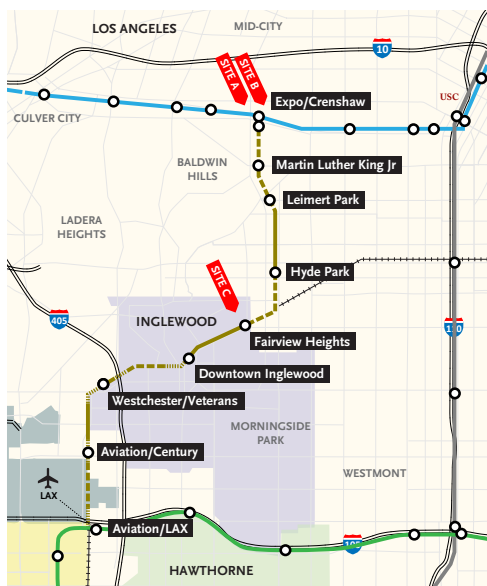 LOS ANGELES
MID-CITY
10
SITE A
SITE B
USC
Expo/Crenshaw
CULVER CITY
BALDWIN
HILLS
Martin Luther King Jr
Leimert Park
LADERA
HEIGHTS
Hyde Park
SITE C
405
INGLEWOOD
110
Fairview Heights
Downtown Inglewood
Westchester/Veterans
MORNINGSIDE
PARK
Aviation/Century
WESTMONT
LAX
Aviation/LAX
105
HAWTHORNE